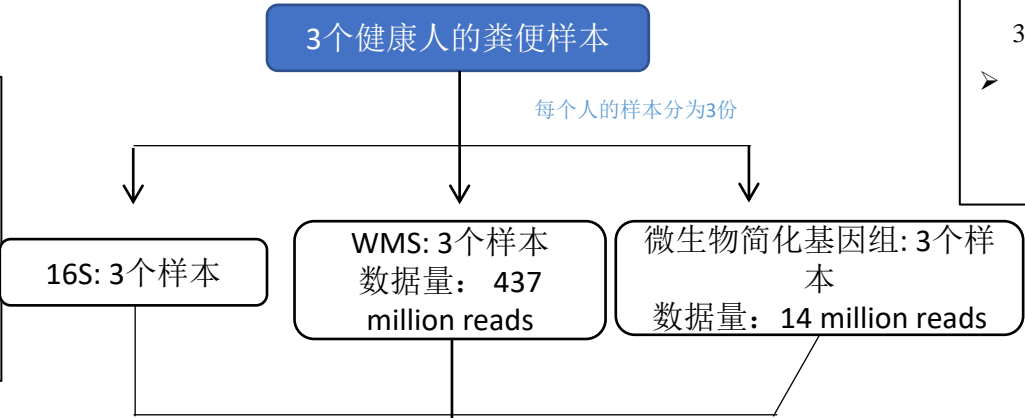 3个健康人的粪便样本
3
➢
每个人的样本分为3份
16S: 3个样本
WMS: 3个样本
数据量： 437
million reads
微生物简化基因组: 3个样
本
数据量：14 million reads